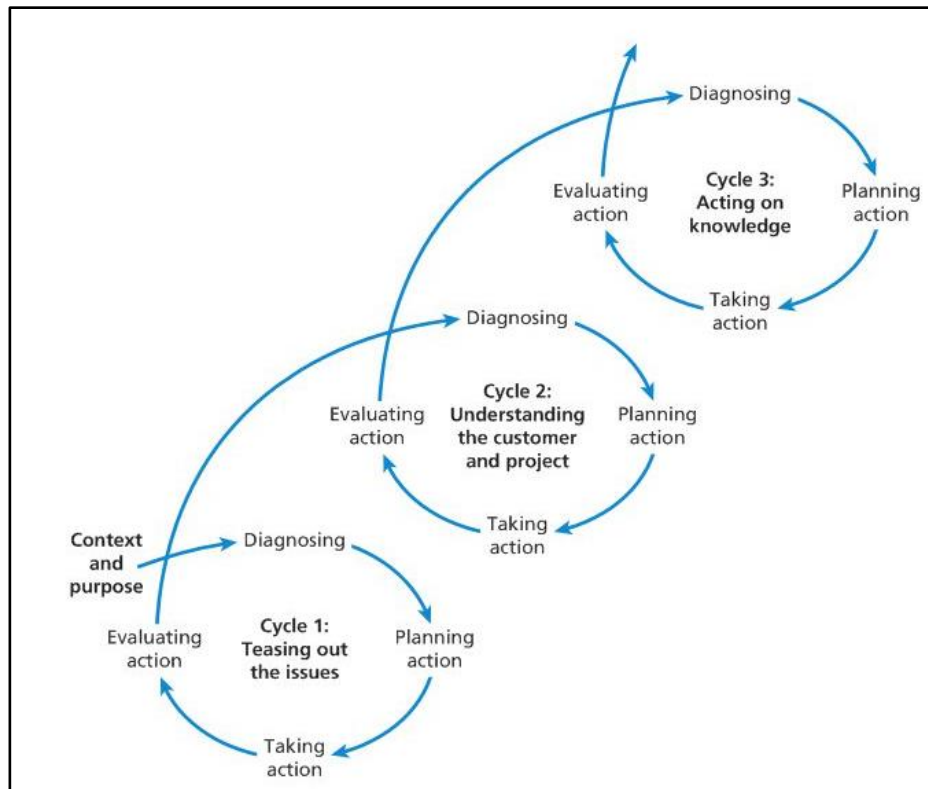 Diagnosing
Evaluating
action
Cycle 3:
Acting on
knowledge
Planning
action
Taking
action
Diagnosing
Evaluating
action
Cycle 2:
Understanding
the customer
and project
Planning
action
Taking
action
Context
and
purpose
Diagnosing
Evaluating
action
Cycle 1:
Teasing out
the issues
Planning
action
Taking
action